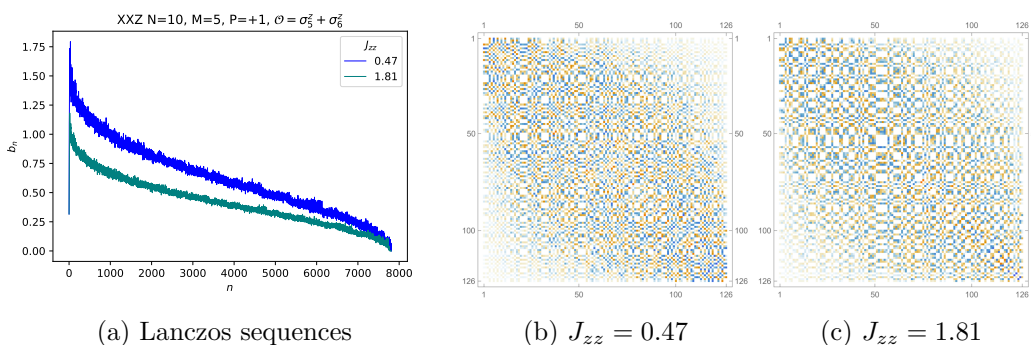 XXZ N=10, M=5, P=+1, 𝒪 = σ₅ᶻ + σ₆ᶻ
J_zz
0.47
1.81
1.75
1.50
1.25
1.00
0.75
0.50
0.25
0.00
b_n
0 1000 2000 3000 4000 5000 6000 7000 8000
n
(a) Lanczos sequences
1 50 100 126
1 1
50 50
100 100
126 126
1 50 100 126
(b) J_zz = 0.47
1 50 100 126
1 1
50 50
100 100
126 126
1 50 100 126
(c) J_zz = 1.81